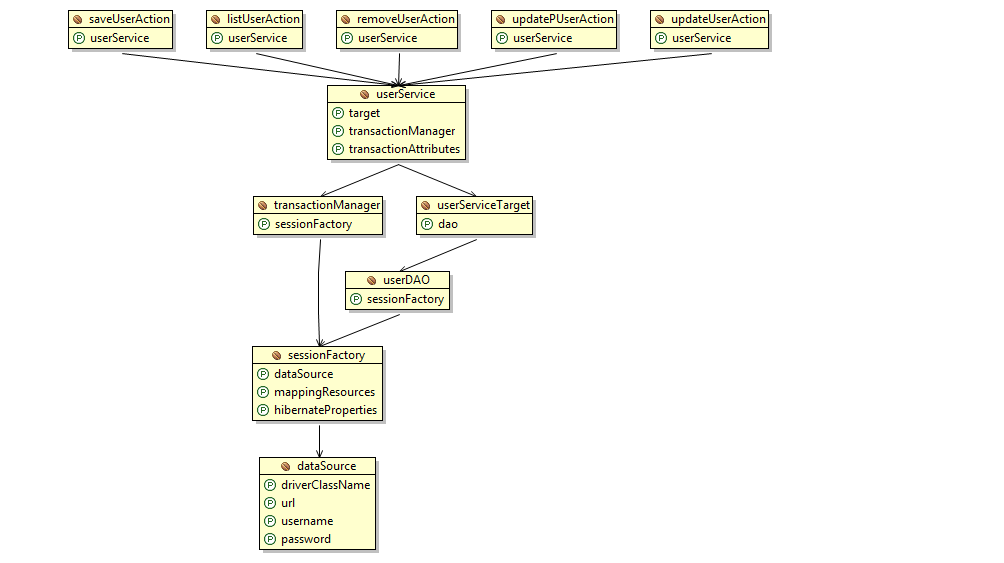 saveUserAction
userService
listUserAction
userService
removeUserAction
userService
updatePUserAction
userService
updateUserAction
userService
userService
target
transactionManager
transactionAttributes
transactionManager
sessionFactory
userServiceTarget
dao
userDAO
sessionFactory
sessionFactory
dataSource
mappingResources
hibernateProperties
dataSource
driverClassName
url
username
password